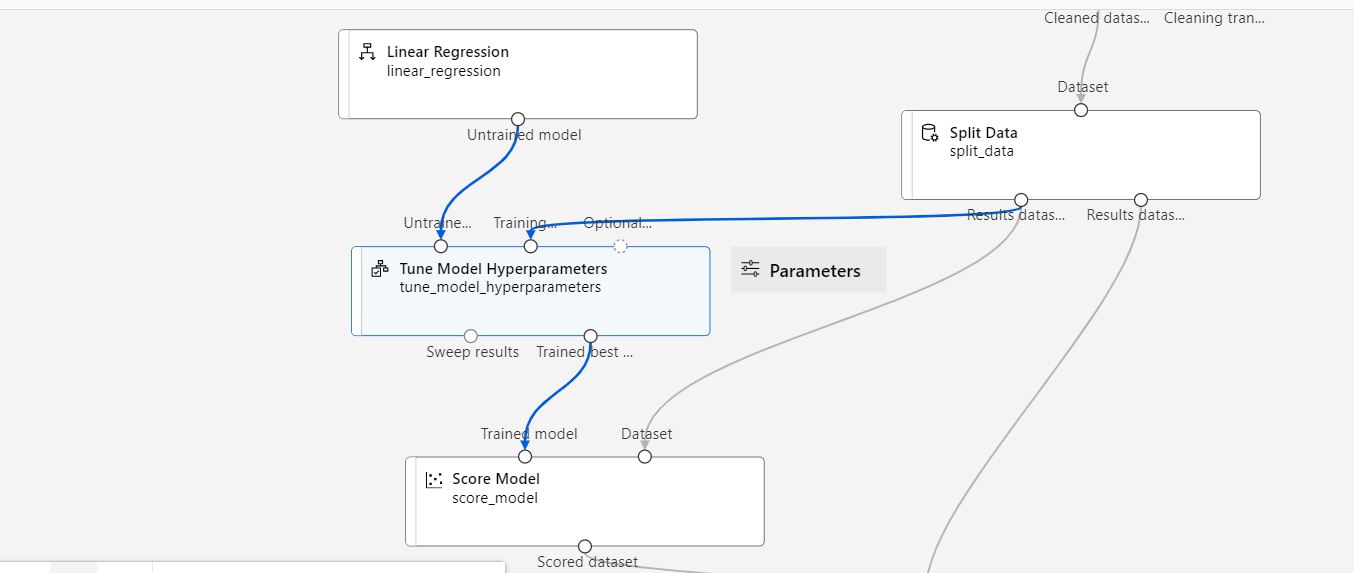 Cleaned datas... Cleaning tran...
Linear Regression
linear_regression
Untrained model
Dataset
Split Data
split_data
Results datas... Results datas...
Untraine... Training... Optional...
Tune Model Hyperparameters
tune_model_hyperparameters
Parameters
Sweep results Trained best ...
Trained model Dataset
Score Model
score_model
Scored dataset